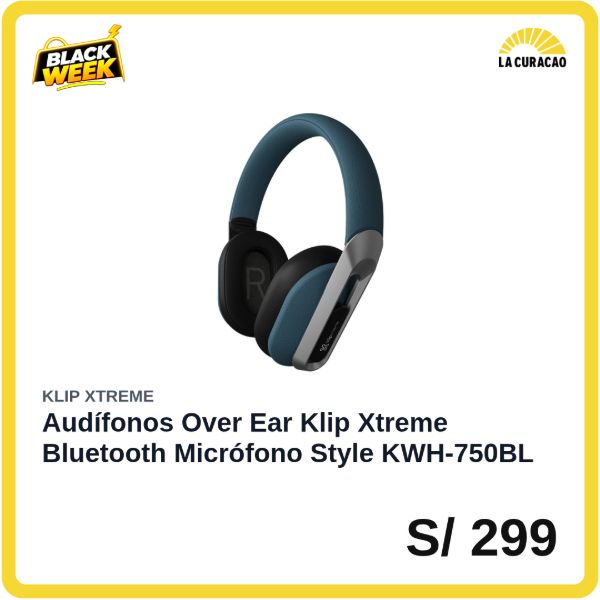 BLACK
WEEK
LA CURACAO
R
KLIP XTREME
Audífonos Over Ear Klip Xtreme
Bluetooth Micrófono Style KWH-750BL
S/ 299